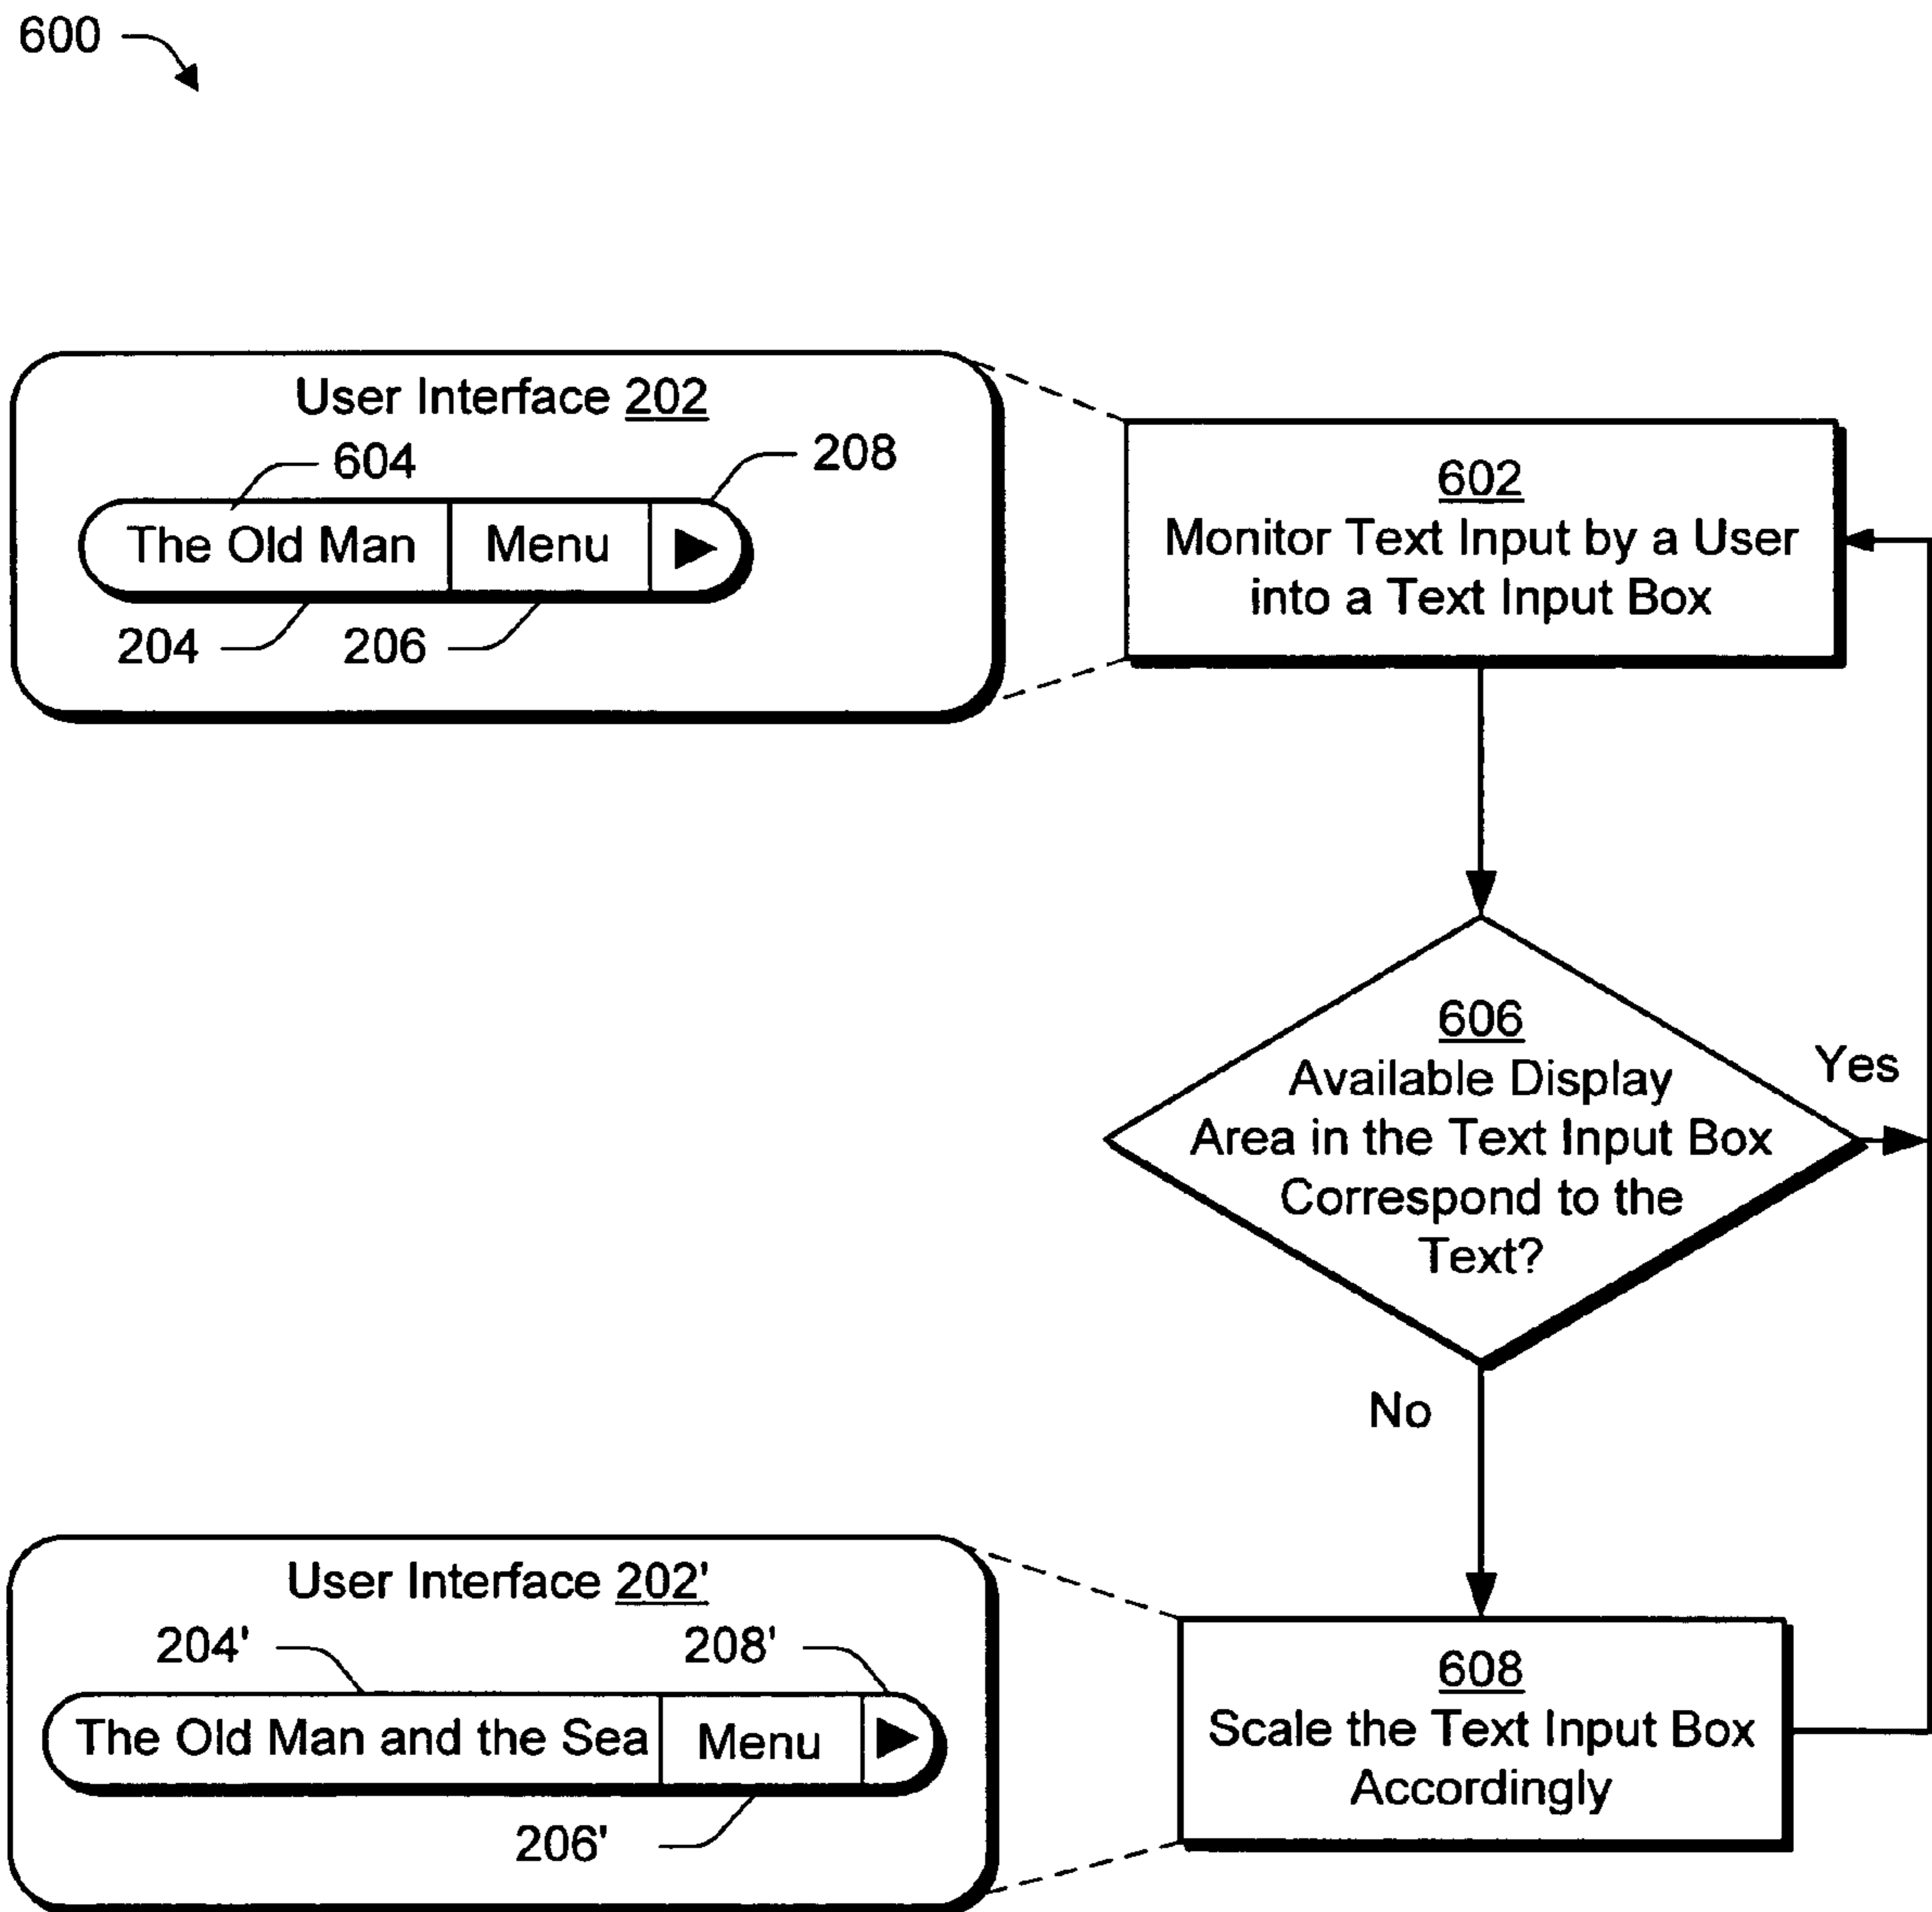 600
User Interface 202
604
208
The Old Man
Menu
204
206
602
Monitor Text Input by a User
into a Text Input Box
606
Available Display
Area in the Text Input Box
Correspond to the
Text?
Yes
No
User Interface 202'
204'
208'
The Old Man and the Sea
Menu
206'
608
Scale the Text Input Box
Accordingly